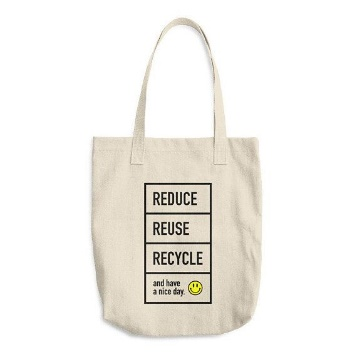 REDUCE
REUSE
RECYCLE
and have
a nice day.